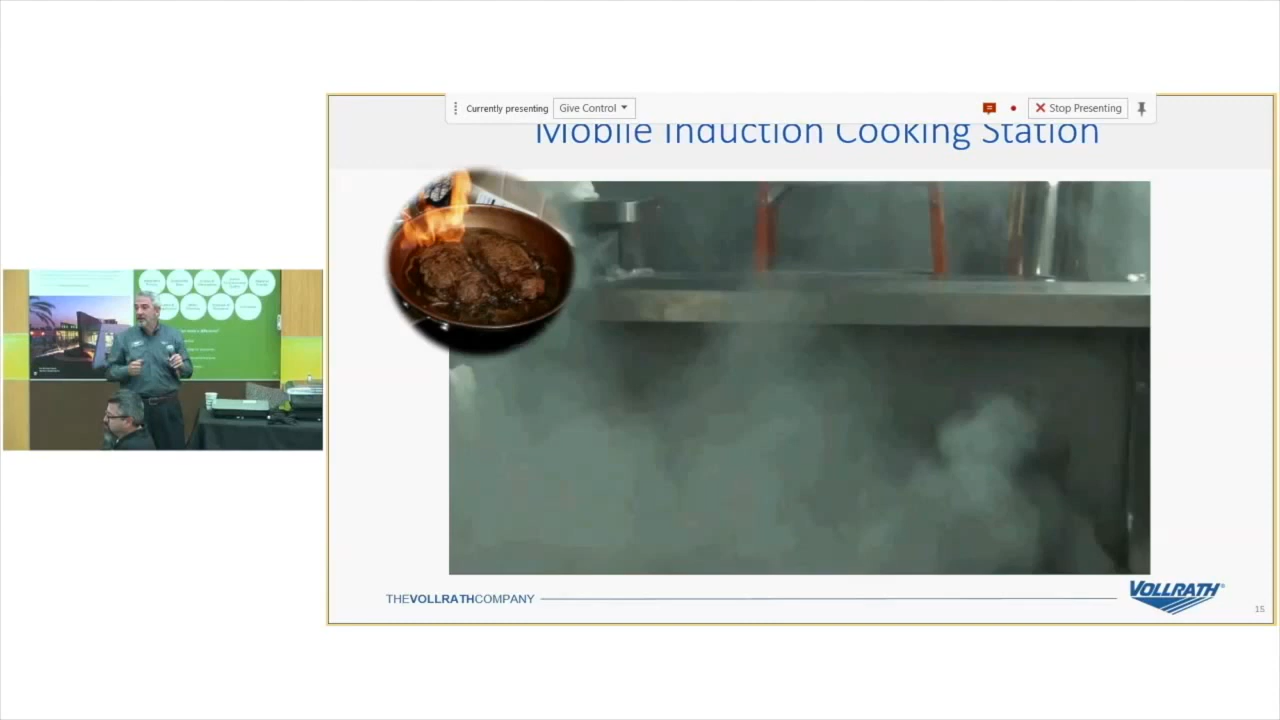 Currently presenting
Give Control
Stop Presenting
Mobile Induction Cooking Station
THEVOLLRATHCOMPANY
VOLLRATH®
15